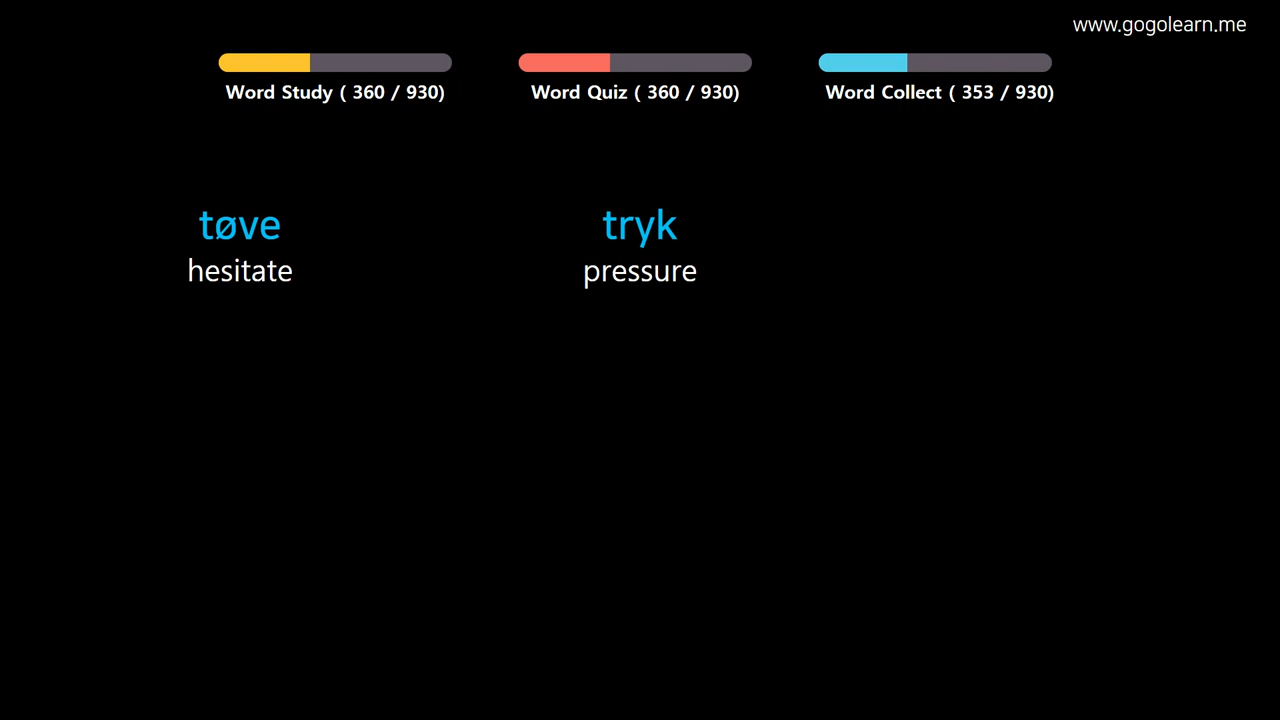 www.gogolearn.me
Word Study ( 360 / 930)
Word Quiz ( 360 / 930)
Word Collect ( 353 / 930)
tøve
hesitate
tryk
pressure